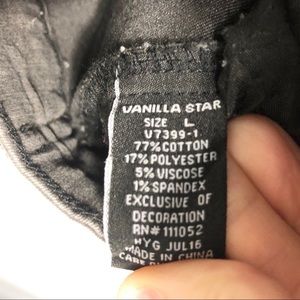 VANILLA STAR
SIZE L
V7399-1
77% COTTON
17% POLYESTER
5% VISCOSE
1% SPANDEX
EXCLUSIVE OF
DECORATION
RN# 111052
HYG JUL16
MADE IN CHINA
CARE